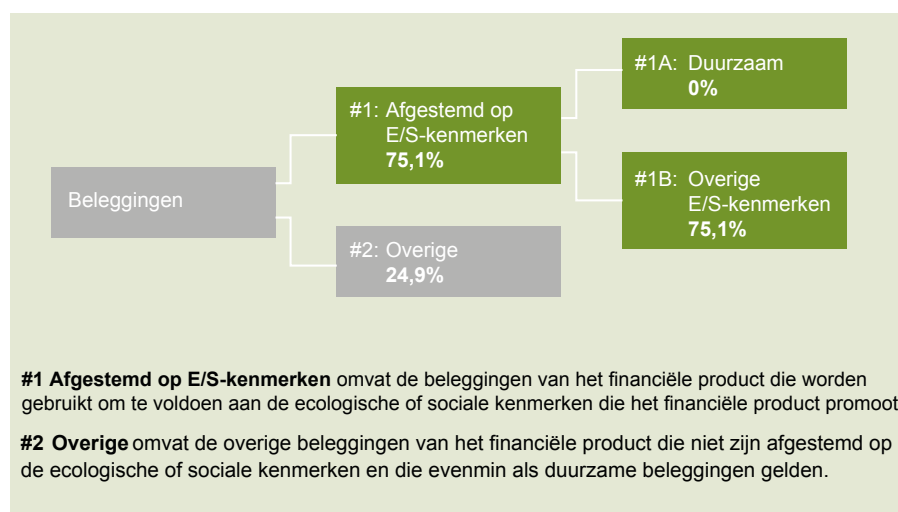 Beleggingen
#1: Afgestemd op
E/S-kenmerken
75,1%
#2: Overige
24,9%
#1A: Duurzaam
0%
#1B: Overige
E/S-kenmerken
75,1%
#1 Afgestemd op E/S-kenmerken omvat de beleggingen van het financiële product die worden
gebruikt om te voldoen aan de ecologische of sociale kenmerken die het financiële product promoot
#2 Overige omvat de overige beleggingen van het financiële product die niet zijn afgestemd op
de ecologische of sociale kenmerken en die evenmin als duurzame beleggingen gelden.